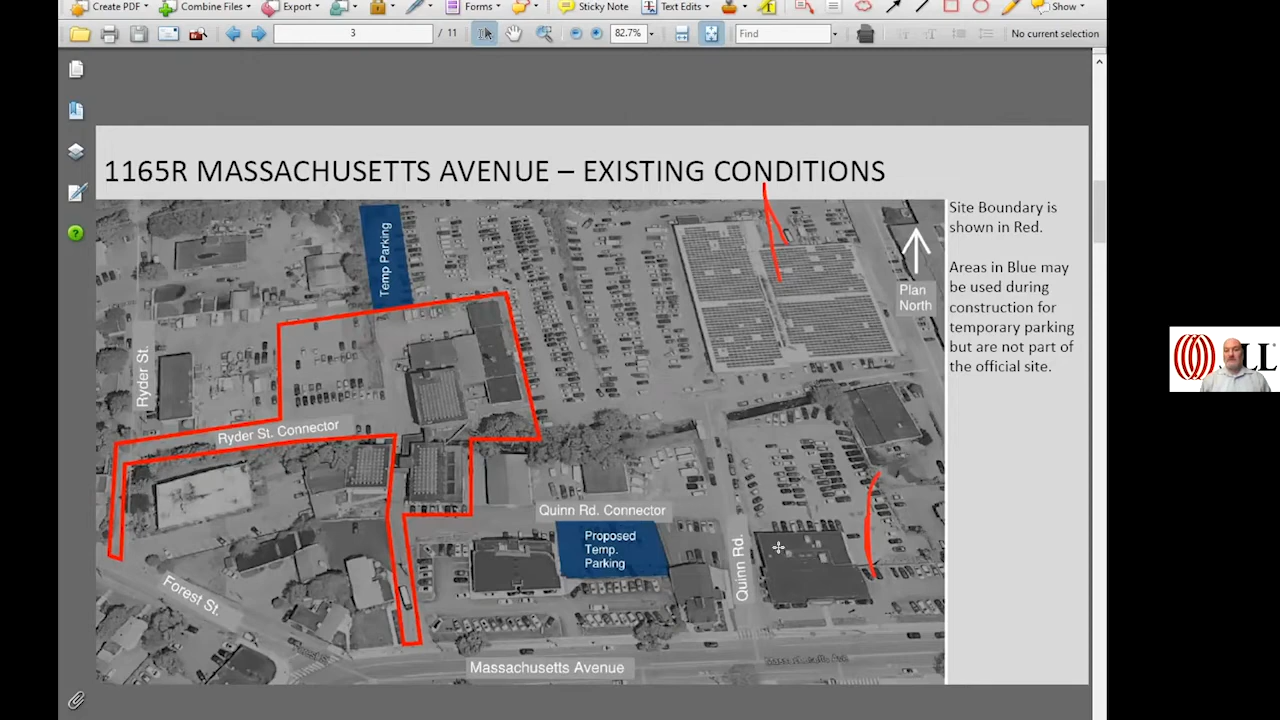 Create PDF
Combine Files
Export
Forms
Sticky Note
Text Edits
Show
3
/ 11
82.7%
Find
No current selection
1165R MASSACHUSETTS AVENUE – EXISTING CONDITIONS
Site Boundary is
shown in Red.
Areas in Blue may
be used during
construction for
temporary parking
but are not part of
the official site.
Plan
North
Temp Parking
Ryder St.
Ryder St. Connector
Quinn Rd. Connector
Proposed
Temp.
Parking
Quinn Rd.
Forest St.
Massachusetts Avenue